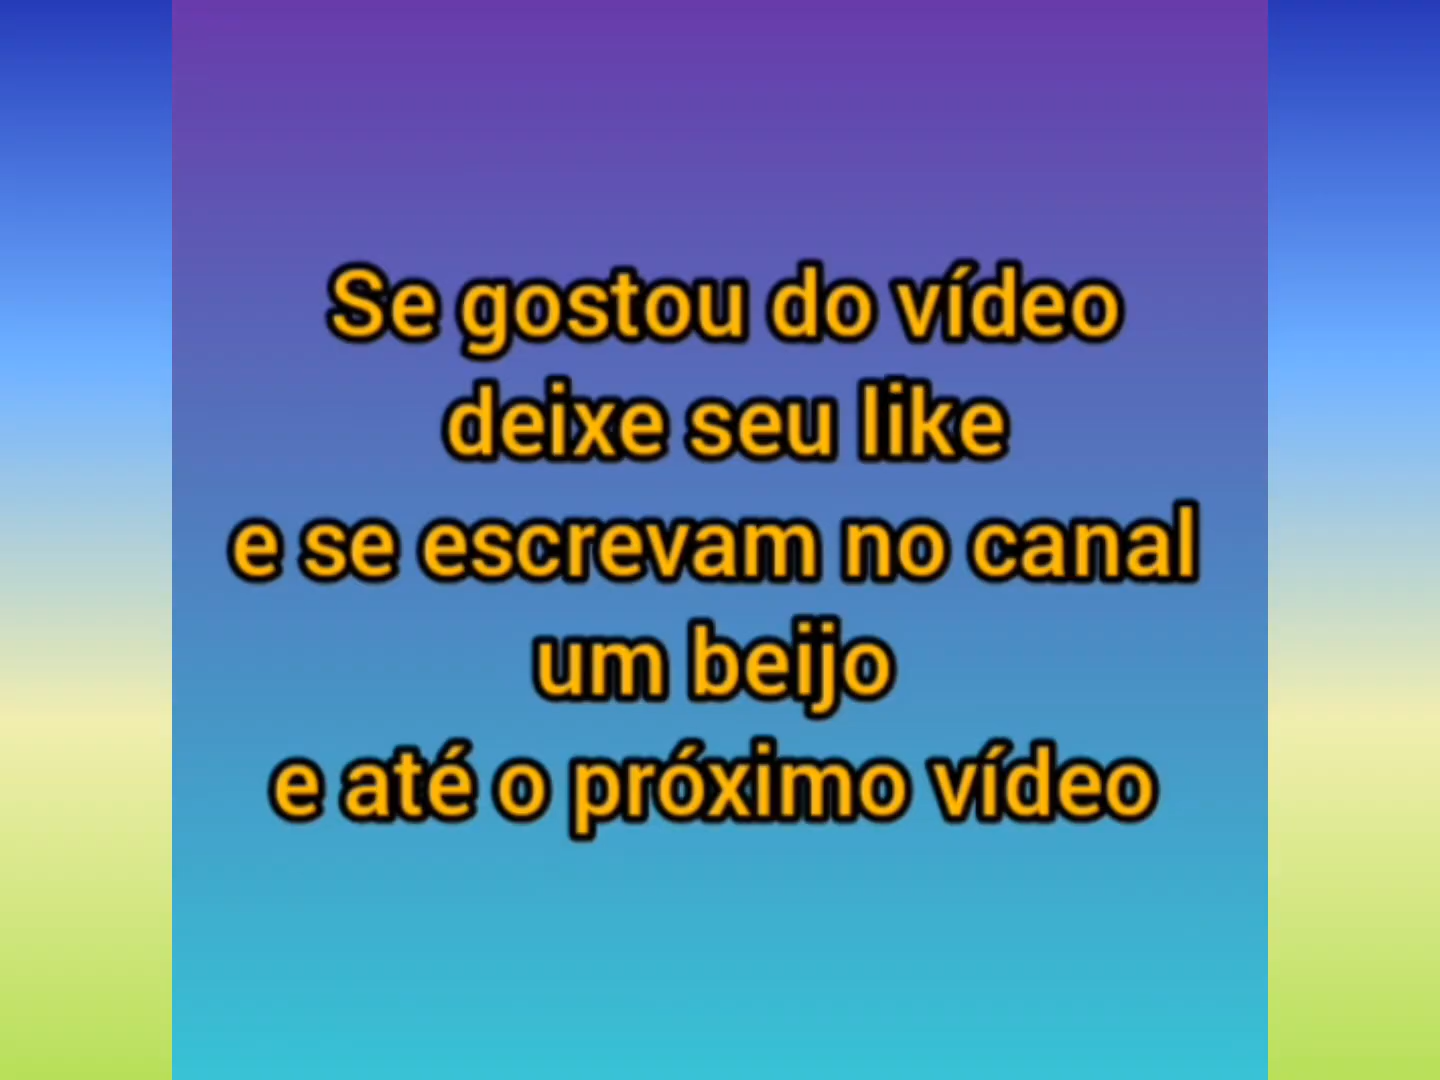 Se gostou do vídeo
deixe seu like
e se escrevam no canal
um beijo
e até o próximo vídeo